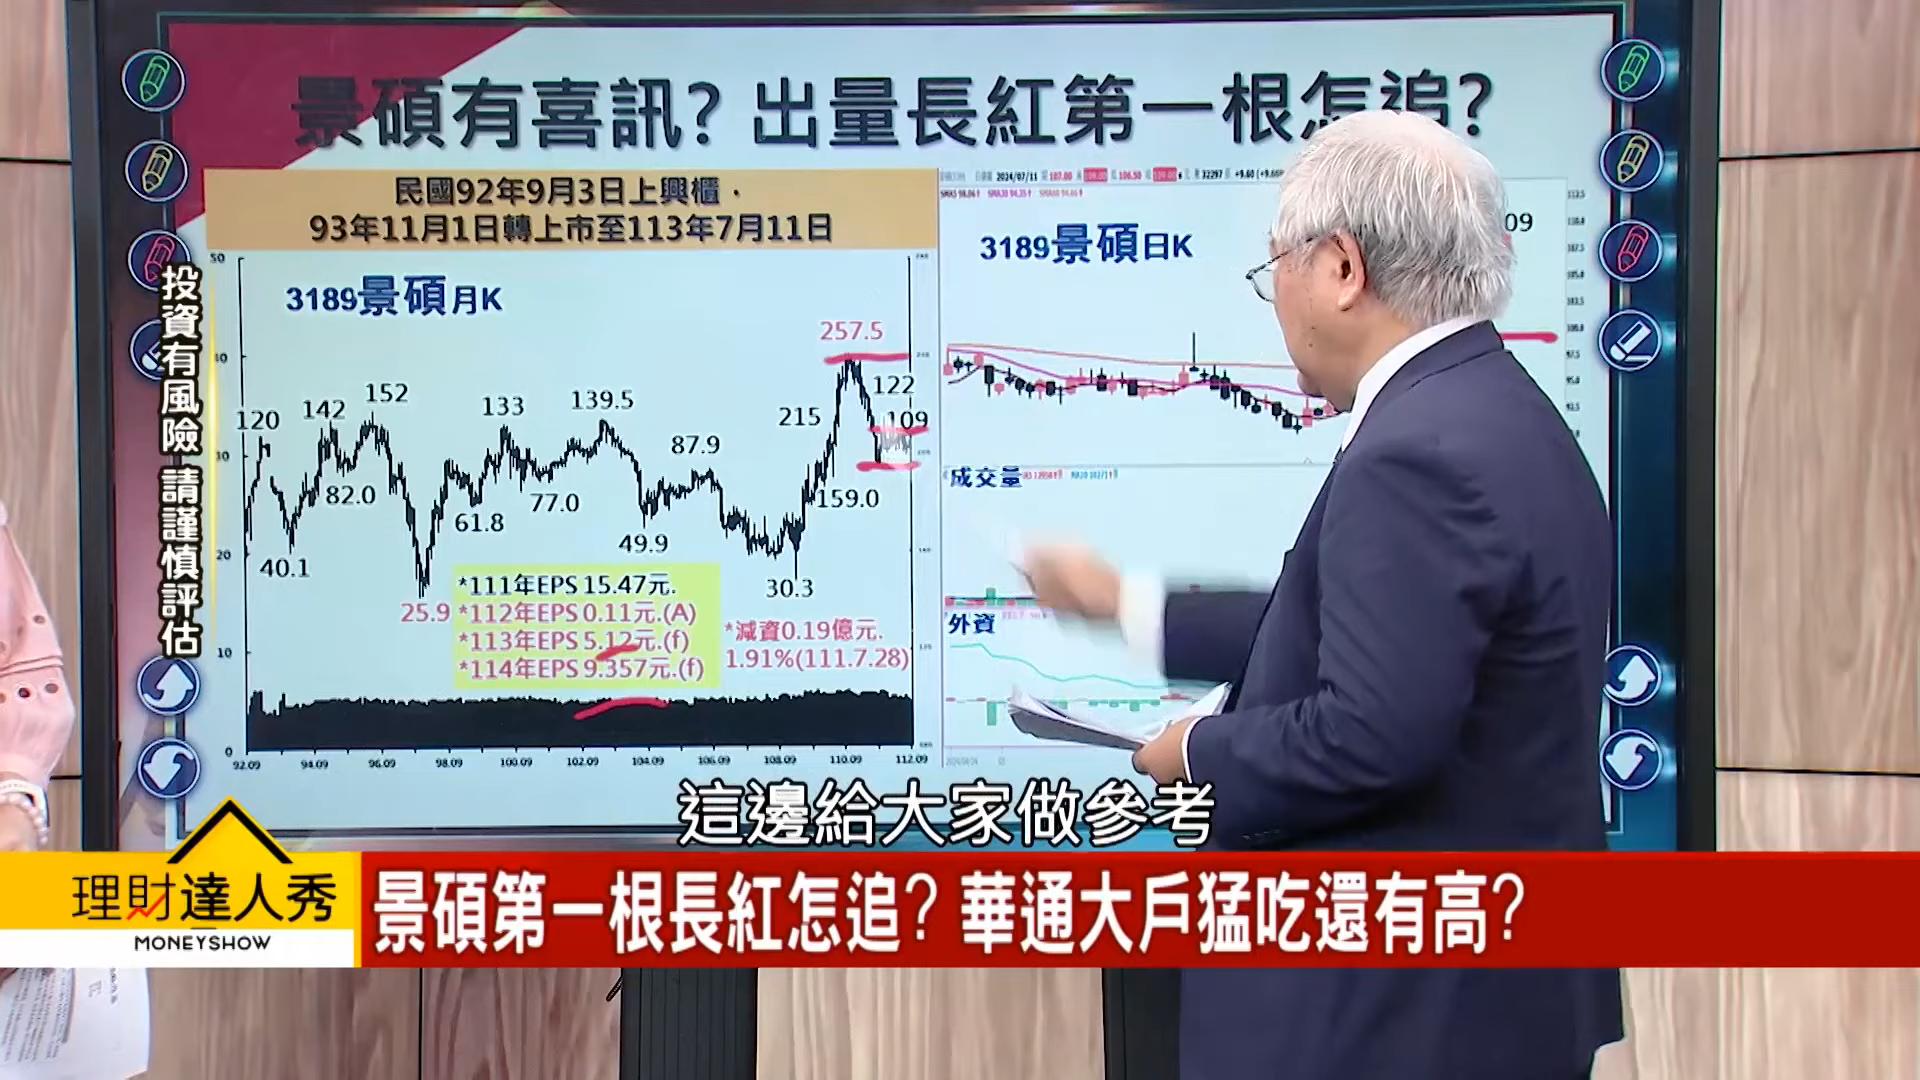 景碩有喜訊? 出量長紅第一根怎追?
民國92年9月3日上興櫃，
93年11月1日轉上市至113年7月11日
3189景碩月K
50
40
30
20
10
0
120
142
152
133
139.5
87.9
215
257.5
122
109
40.1
82.0
25.9
61.8
77.0
49.9
30.3
159.0
*111年EPS 15.47元.
*112年EPS 0.11元.(A)
*113年EPS 5.12元.(f)
*114年EPS 9.357元.(f)
*減資0.19億元.
1.91%(111.7.28)
92.09 94.09 96.09 98.09 100.09 102.09 104.09 106.09 108.09 110.09 112.09
2024/07/11
3189景碩日K
09
成交量
外資
投資有風險 請謹慎評估
這邊給大家做參考
理財達人秀
MONEYSHOW
景碩第一根長紅怎追? 華通大戶猛吃還有高?